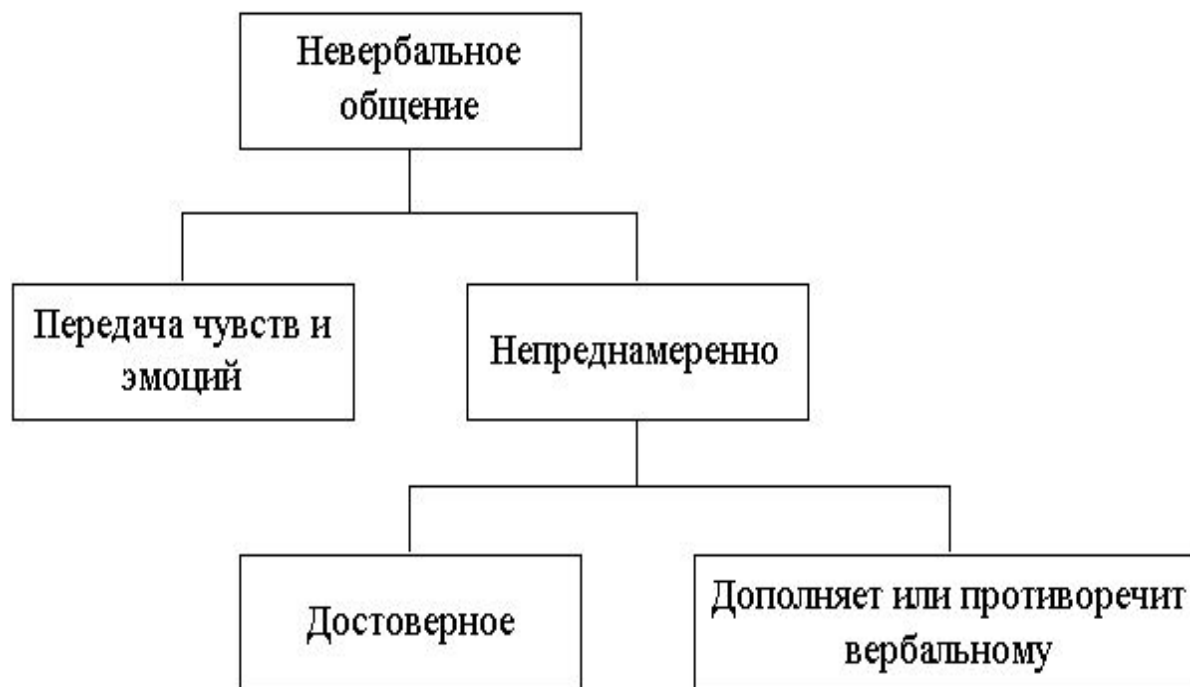 Невербальное
общение
Передача чувств и
эмоций
Непреднамеренно
Достоверное
Дополняет или противоречит
вербальному